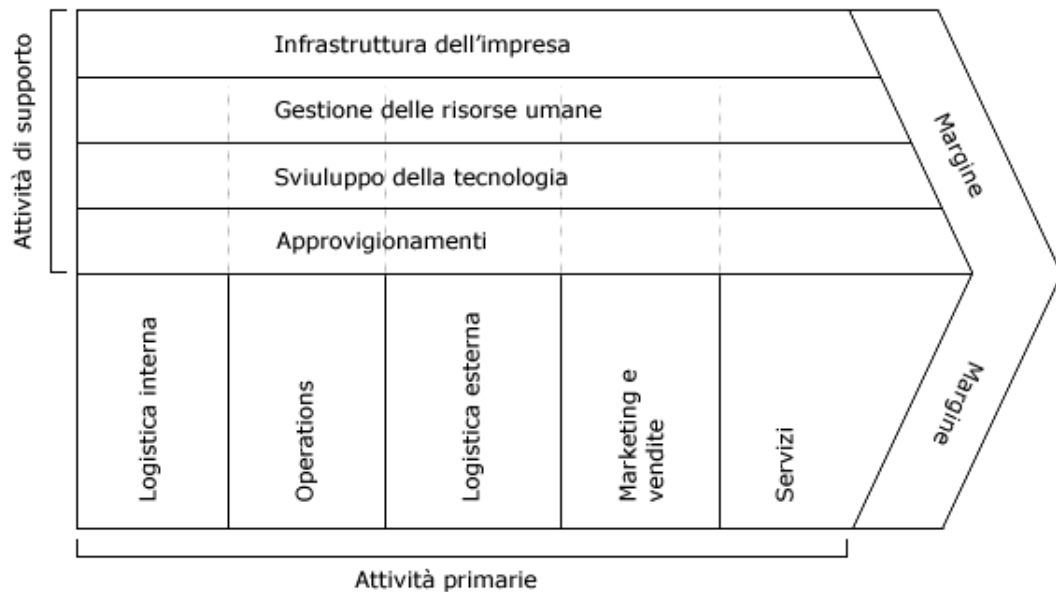 Attività di supporto
Infrastruttura dell'impresa
Gestione delle risorse umane
Sviuluppo della tecnologia
Approvigionamenti
Margine
Logistica interna
Operations
Logistica esterna
Marketing e
vendite
Servizi
Margine
Attività primarie